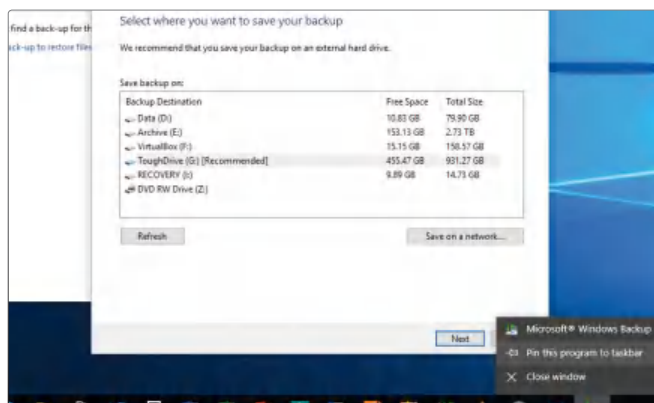 Select where you want to save your backup
find a back-up for th
ck-up to restore files
We recommend that you save your backup on an external hard drive.
Save backup on:
Backup Destination Free Space Total Size
Data (D:) 10.83 GB 79.90 GB
Archive (E:) 153.13 GB 2.73 TB
VirtualBox (F:) 15.15 GB 158.57 GB
ToughDrive (G:) [Recommended] 455.47 GB 931.27 GB
RECOVERY (I:) 9.89 GB 14.73 GB
DVD RW Drive (Z:)
Refresh Save on a network...
Next
Microsoft® Windows Backup
Pin this program to taskbar
Close window